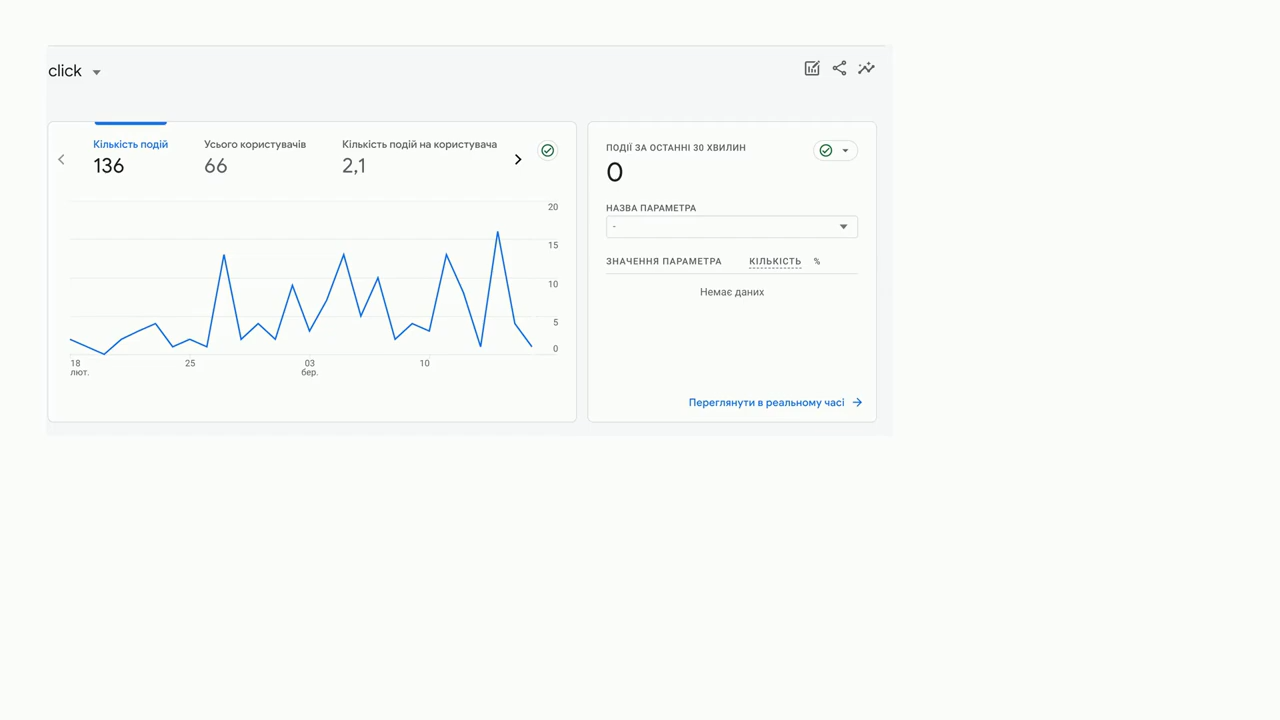 click
Кількість подій
136
Усього користувачів
66
Кількість подій на користувача
2,1
20
15
10
5
0
18
лют.
25
03
бер.
10
ПОДІЇ ЗА ОСТАННІ 30 ХВИЛИН
0
НАЗВА ПАРАМЕТРА
-
ЗНАЧЕННЯ ПАРАМЕТРА КІЛЬКІСТЬ %
Немає даних
Переглянути в реальному часі